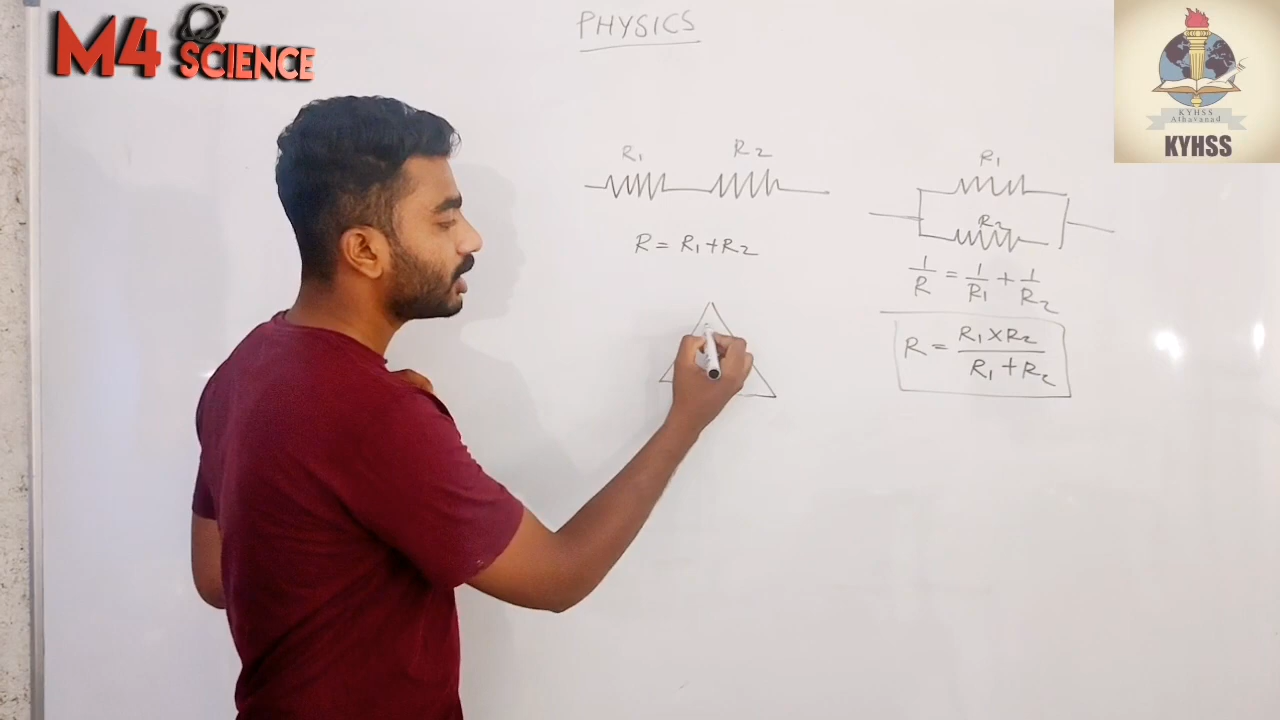 M4 SCIENCE
PHYSICS
KYHSS
Alhavanad
KYHSS
R₁ R₂
R = R₁+R₂
R₁
R₂
1/R = 1/R₁ + 1/R₂
R = R₁×R₂ / R₁+R₂